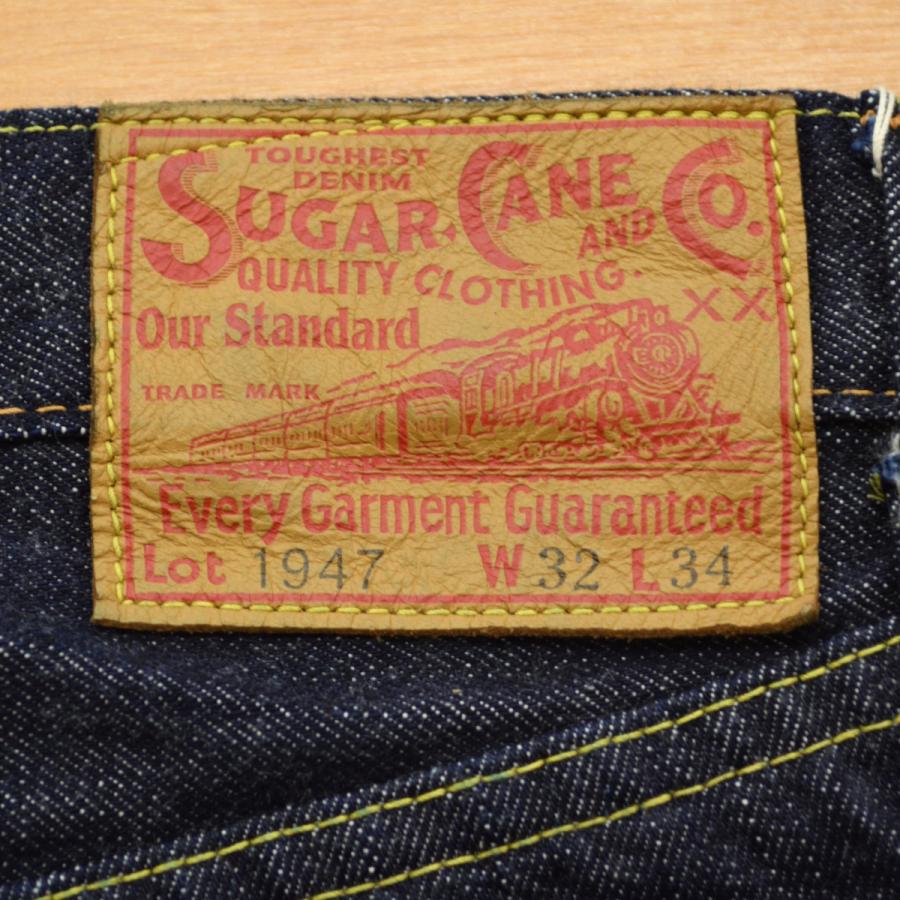 TOUGHEST
DENIM
SUGAR CANE AND CO.
QUALITY CLOTHING.
XX
Our Standard
TRADE MARK
Every Garment Guaranteed
Lot 1947 W 32 L 34